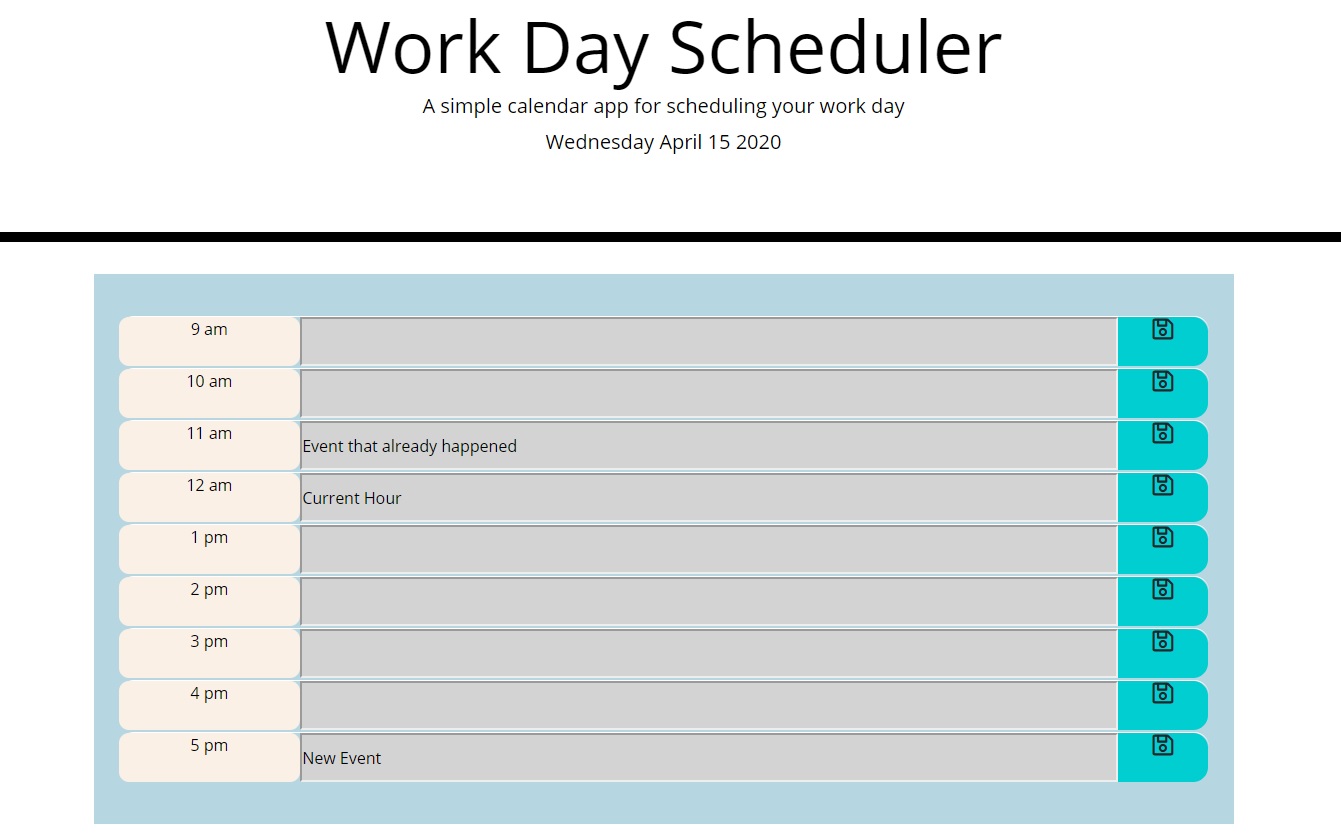 Work Day Scheduler
A simple calendar app for scheduling your work day
Wednesday April 15 2020
9 am
10 am
11 am Event that already happened
12 am Current Hour
1 pm
2 pm
3 pm
4 pm
5 pm New Event